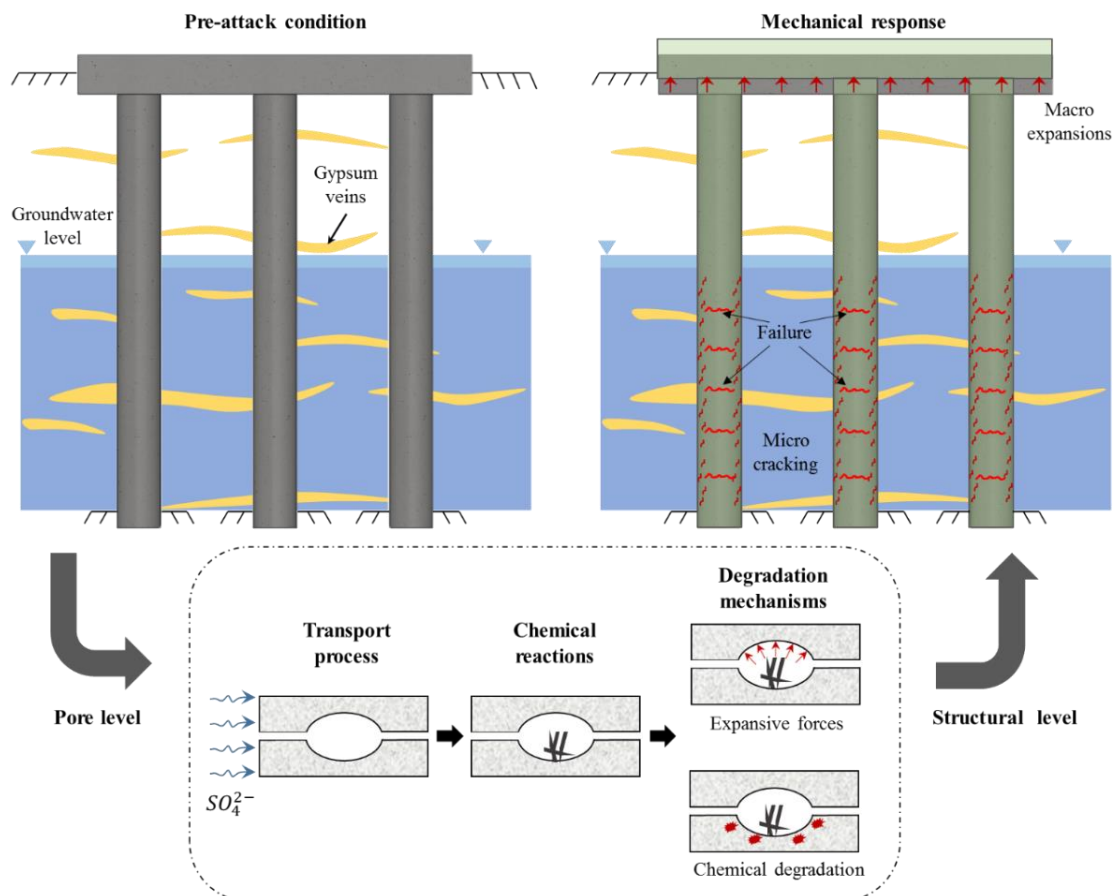 Pre-attack condition
Mechanical response
Macro
expansions
Gypsum
veins
Groundwater
level
Failure
Micro
cracking
Degradation
mechanisms
Transport
process
Chemical
reactions
Pore level
Expansive forces
Structural level
SO₄²⁻
Chemical degradation